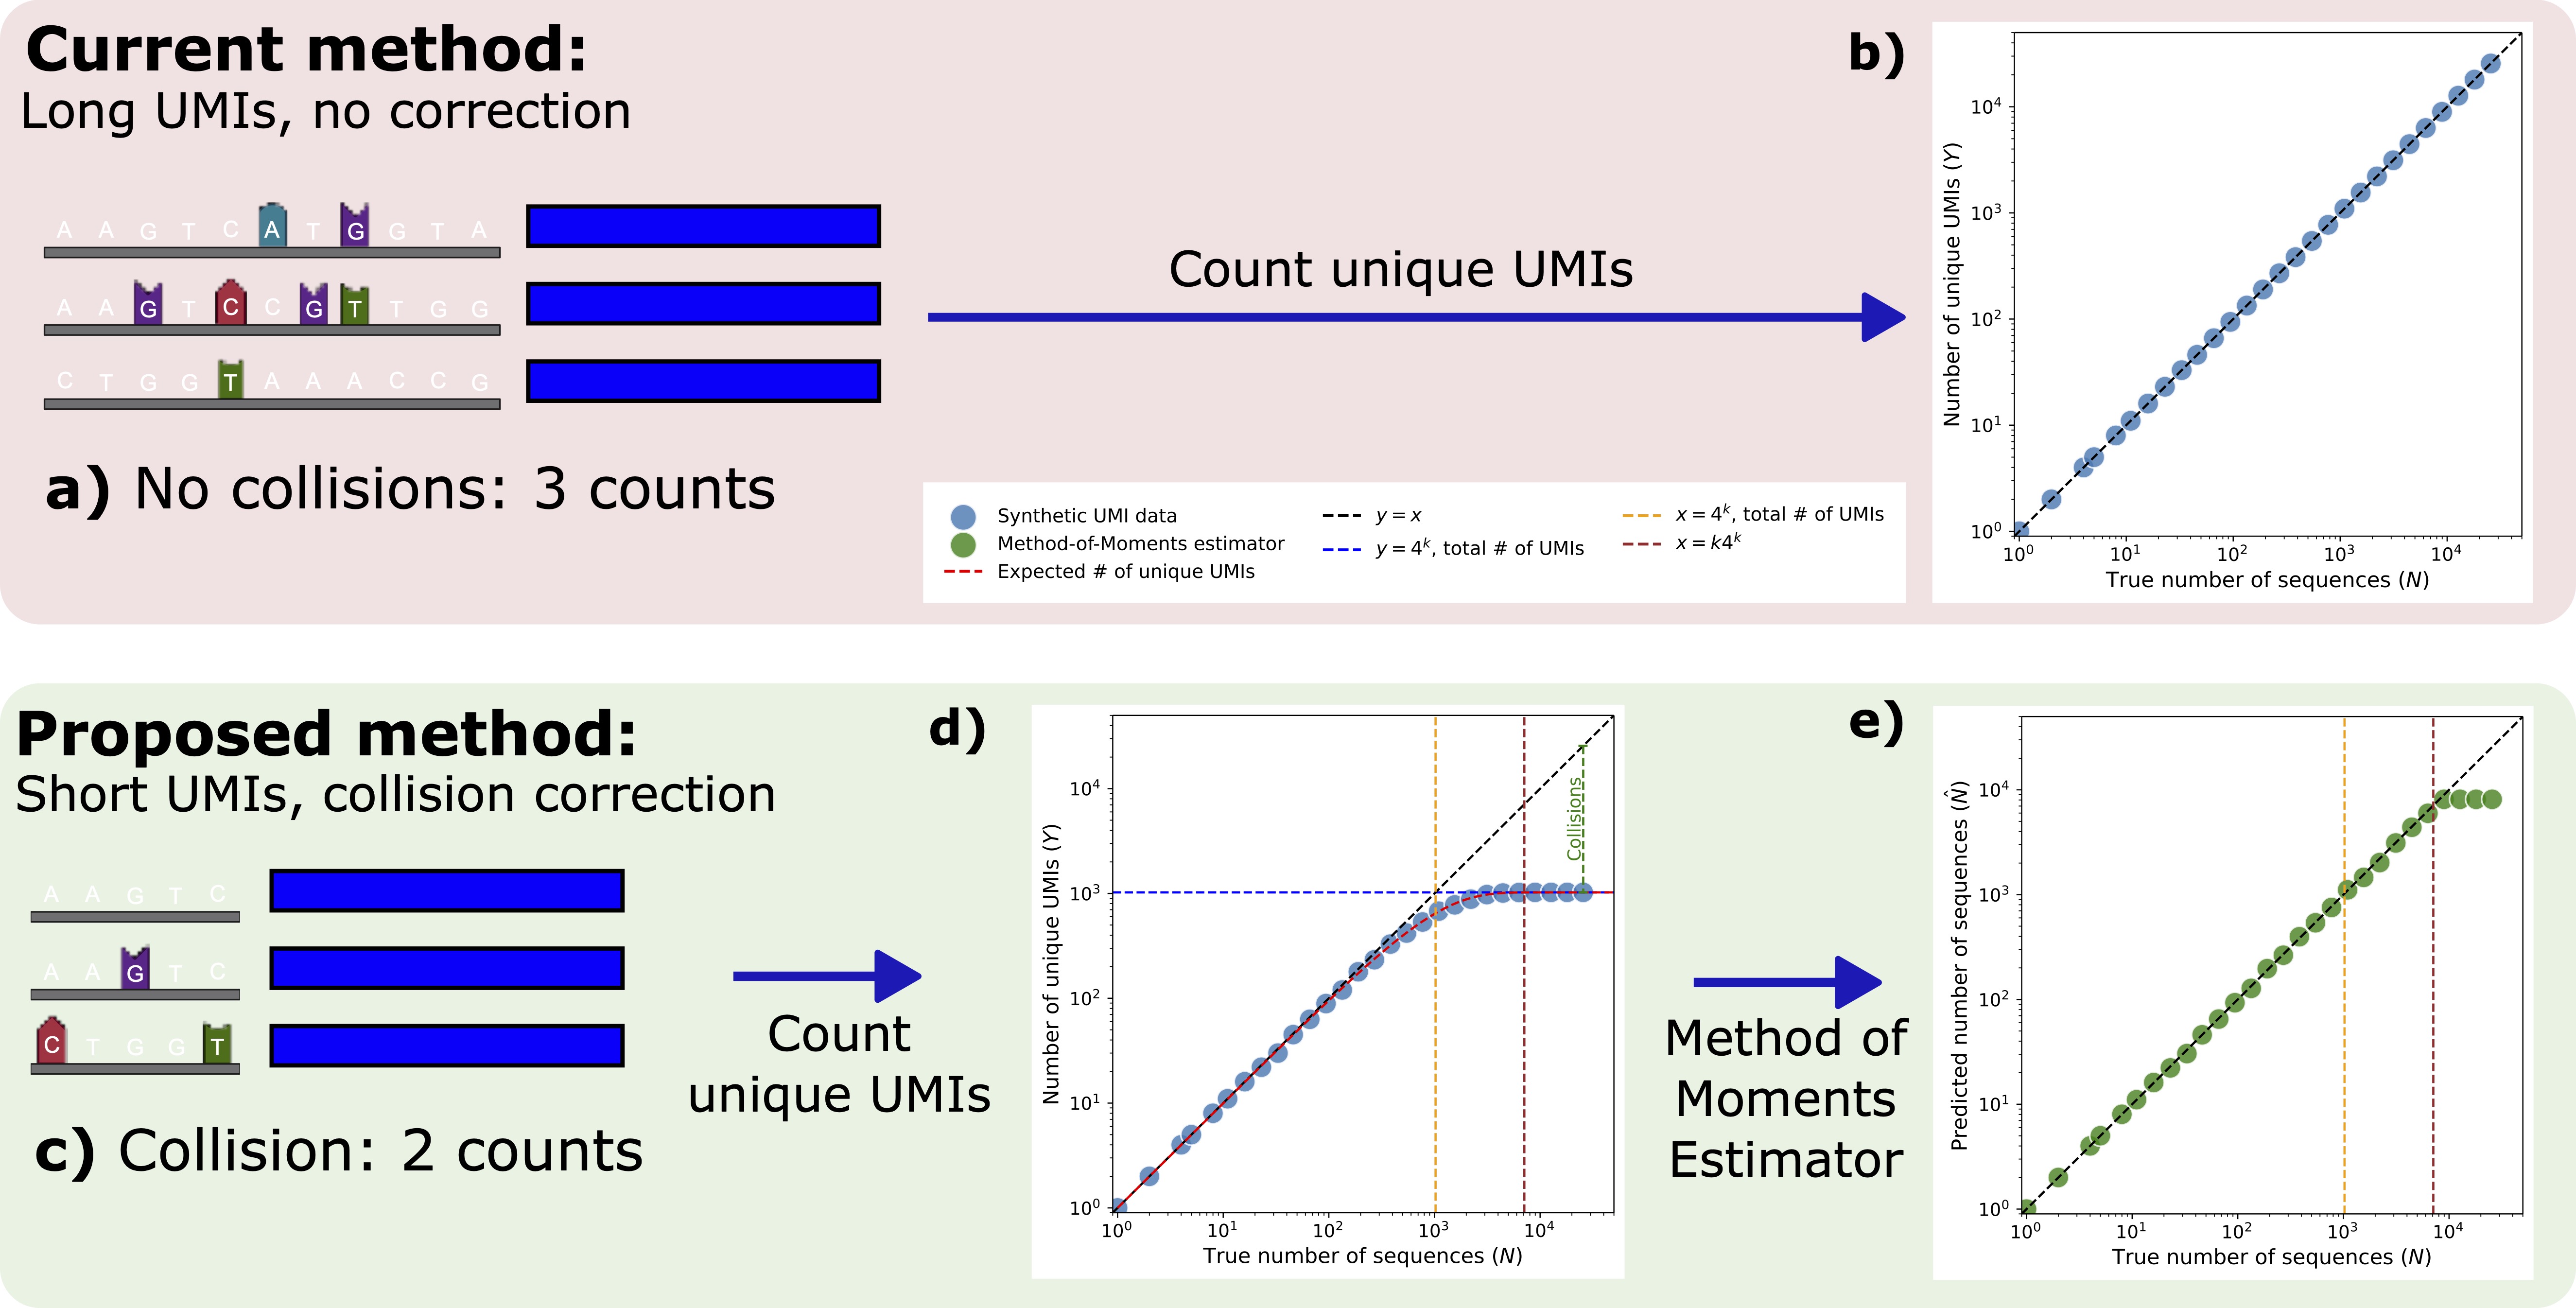 Current method:
Long UMIs, no correction
A A G T C A T G G T A
A A G T C C G T T G G
C T G G T A A A C C G
a) No collisions: 3 counts
Count unique UMIs
Synthetic UMI data
Method-of-Moments estimator
Expected # of unique UMIs
y = x
y = 4^k, total # of UMIs
x = 4^k, total # of UMIs
x = k4^k
b)
Number of unique UMIs (Y)
10^4
10^3
10^2
10^1
10^0
10^0 10^1 10^2 10^3 10^4
True number of sequences (N)
Proposed method:
Short UMIs, collision correction
A A G T C
A A G T C
C T G G T
c) Collision: 2 counts
Count
unique UMIs
d)
Number of unique UMIs (Y)
10^4
10^3
10^2
10^1
10^0
Collisions
10^0 10^1 10^2 10^3 10^4
True number of sequences (N)
Method of
Moments
Estimator
e)
Predicted number of sequences (N̂)
10^4
10^3
10^2
10^1
10^0
10^0 10^1 10^2 10^3 10^4
True number of sequences (N)